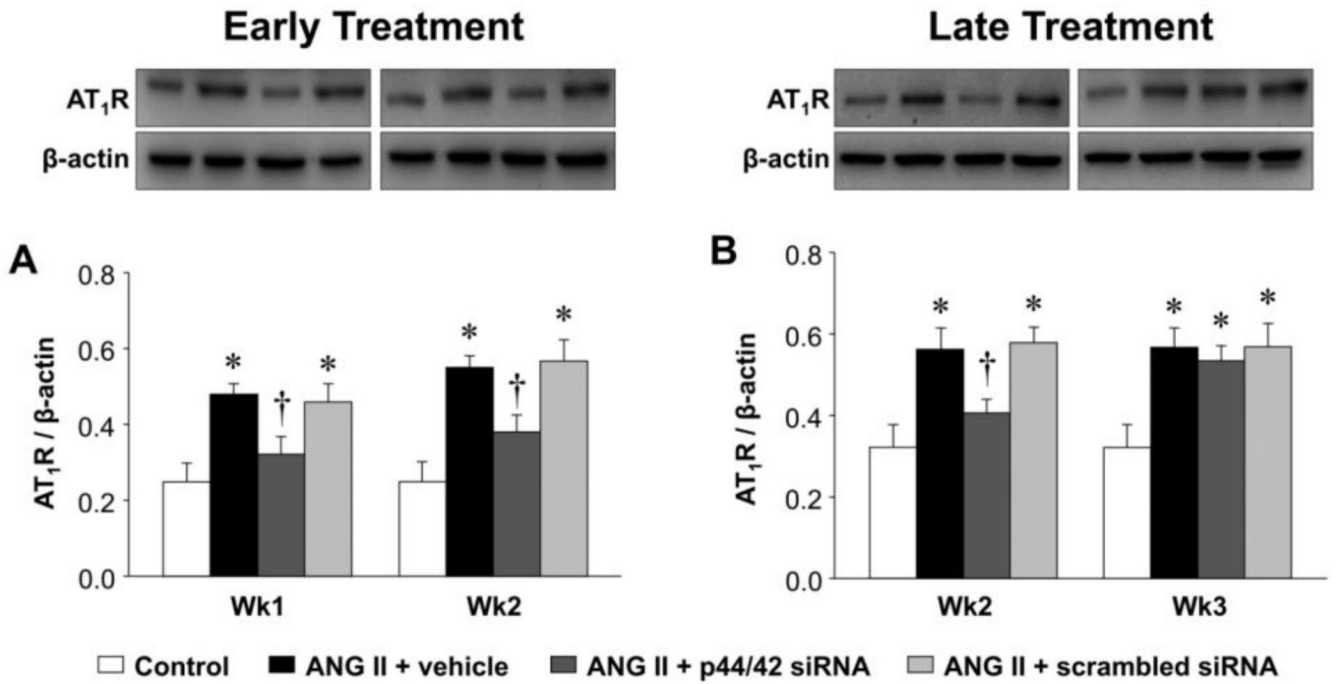 Early Treatment
Late Treatment
AT₁R
β-actin
AT₁R
β-actin
A
AT₁R / β-actin
0.8
0.6
0.4
0.2
0.0
* † * * † *
Wk1 Wk2
B
AT₁R / β-actin
0.8
0.6
0.4
0.2
0.0
* † * * * *
Wk2 Wk3
Control ANG II + vehicle ANG II + p44/42 siRNA ANG II + scrambled siRNA